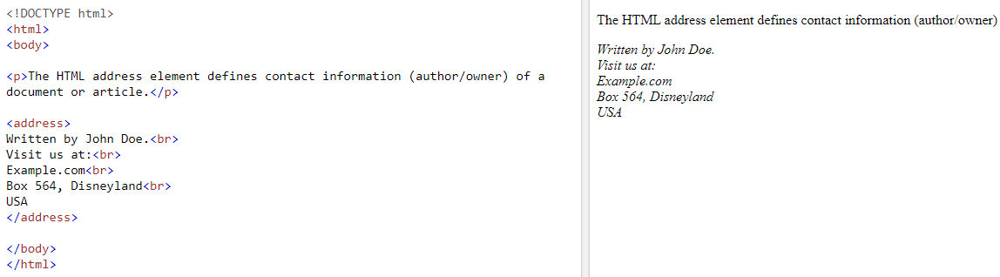 <!DOCTYPE html>
<html>
<body>
<p>The HTML address element defines contact information (author/owner) of a
document or article.</p>
<address>
Written by John Doe.<br>
Visit us at:<br>
Example.com<br>
Box 564, Disneyland<br>
USA
</address>
</body>
</html>
The HTML address element defines contact information (author/owner)
Written by John Doe.
Visit us at:
Example.com
Box 564, Disneyland
USA